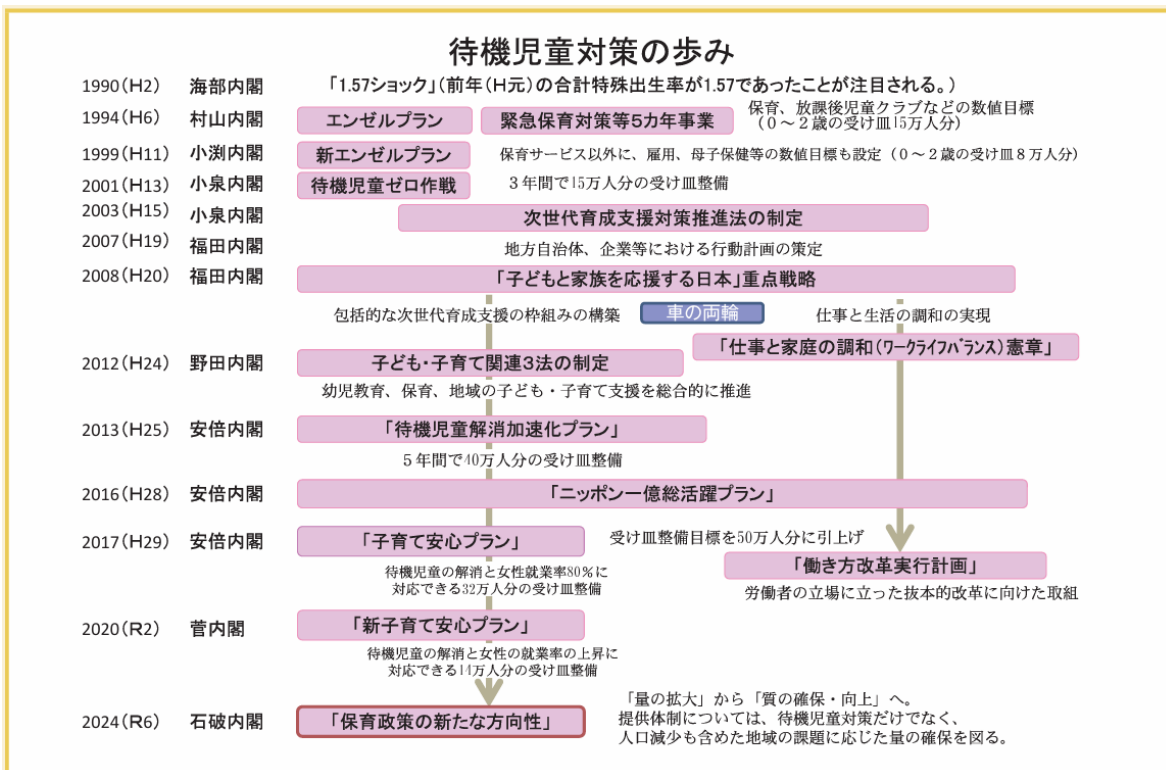 待機児童対策の歩み
1990(H2) 海部内閣 「1.57ショック」(前年(H元)の合計特殊出生率が1.57であったことが注目される。)
1994(H6) 村山内閣 エンゼルプラン 緊急保育対策等5カ年事業 保育、放課後児童クラブなどの数値目標
(0~2歳の受け皿15万人分)
1999(H11) 小渕内閣 新エンゼルプラン 保育サービス以外に、雇用、母子保健等の数値目標も設定(0~2歳の受け皿8万人分)
2001(H13) 小泉内閣 待機児童ゼロ作戦 3年間で15万人分の受け皿整備
2003(H15) 小泉内閣 次世代育成支援対策推進法の制定
2007(H19) 福田内閣 地方自治体、企業等における行動計画の策定
2008(H20) 福田内閣 「子どもと家族を応援する日本」重点戦略
包括的な次世代育成支援の枠組みの構築 車の両輪 仕事と生活の調和の実現
「仕事と家庭の調和(ワークライフバランス)憲章」
2012(H24) 野田内閣 子ども・子育て関連3法の制定
幼児教育、保育、地域の子ども・子育て支援を総合的に推進
2013(H25) 安倍内閣 「待機児童解消加速化プラン」
5年間で40万人分の受け皿整備
2016(H28) 安倍内閣 「ニッポン一億総活躍プラン」
2017(H29) 安倍内閣 「子育て安心プラン」 受け皿整備目標を50万人分に引上げ
「働き方改革実行計画」
待機児童の解消と女性就業率80%に
対応できる32万人分の受け皿整備
労働者の立場に立った抜本的改革に向けた取組
2020(R2) 菅内閣 「新子育て安心プラン」
待機児童の解消と女性の就業率の上昇に
対応できる14万人分の受け皿整備
2024(R6) 石破内閣 「保育政策の新たな方向性」
「量の拡大」から「質の確保・向上」へ。
提供体制については、待機児童対策だけでなく、
人口減少も含めた地域の課題に応じた量の確保を図る。